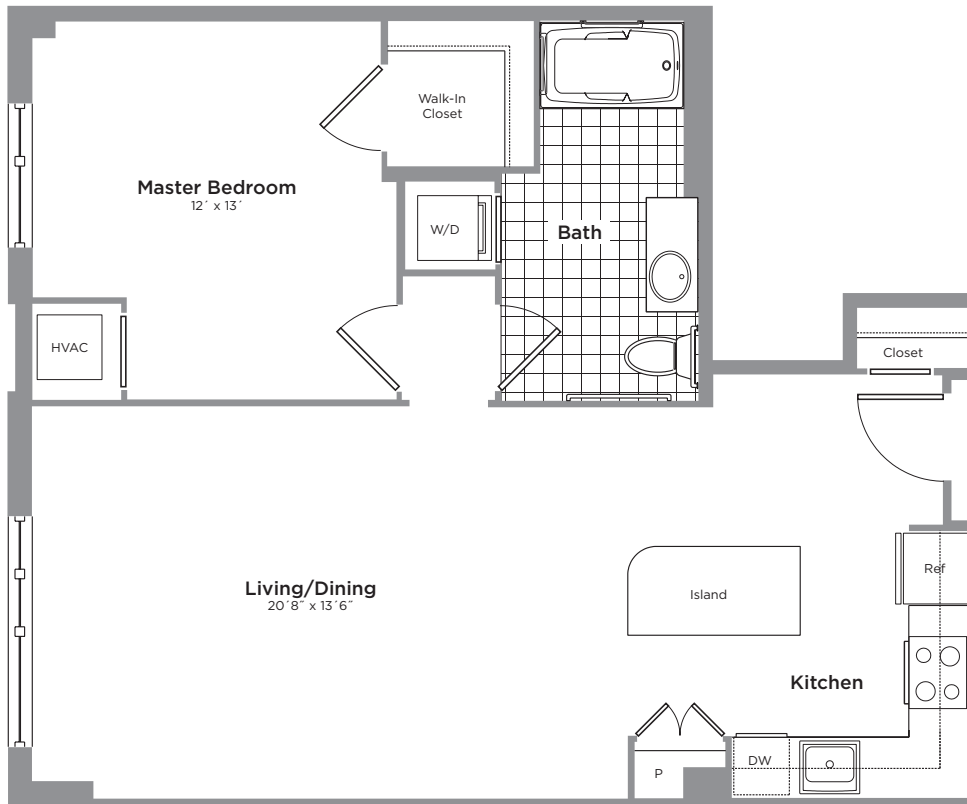 Walk-In
Closet
Master Bedroom
12´ x 13´
W/D
Bath
HVAC
Closet
Living/Dining
20´8˝ x 13´6˝
Island
Ref
Kitchen
P
DW